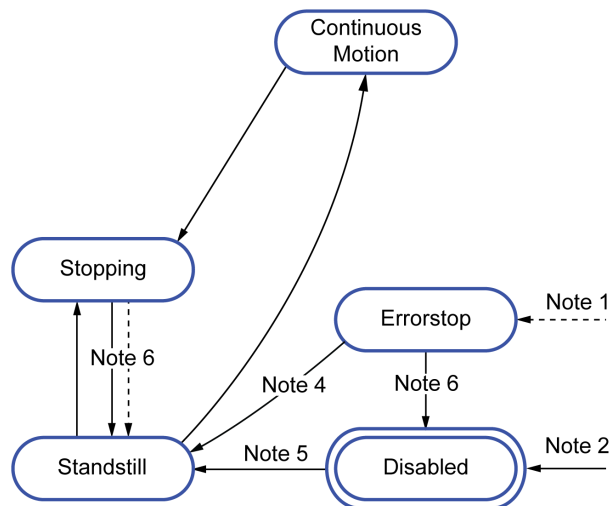 Continuous
Motion
Stopping
Errorstop
Note 1
Note 6
Note 4
Note 6
Note 5
Note 2
Standstill
Disabled